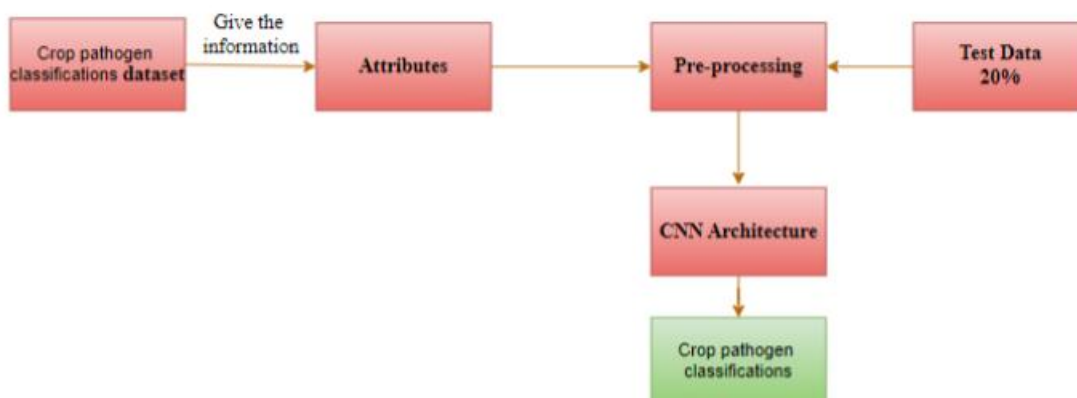 Give the
information
Crop pathogen
classifications dataset
Attributes
Pre-processing
Test Data
20%
CNN Architecture
Crop pathogen
classifications